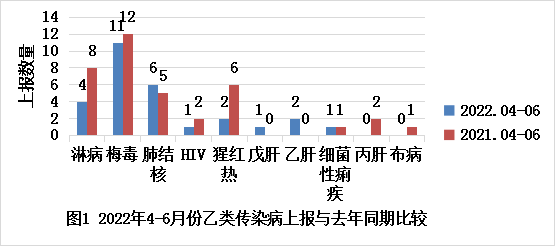 14
12
10
8
6
4
2
0
上报数量
4 8 11 12 6 5 1 2 2 6 1 0 2 0 1 1 0 2 0 1
淋病 梅毒 肺结核 HIV 猩红热 戊肝 乙肝 细菌性痢疾 丙肝 布病
2022.04-06
2021.04-06
图1 2022年4-6月份乙类传染病上报与去年同期比较